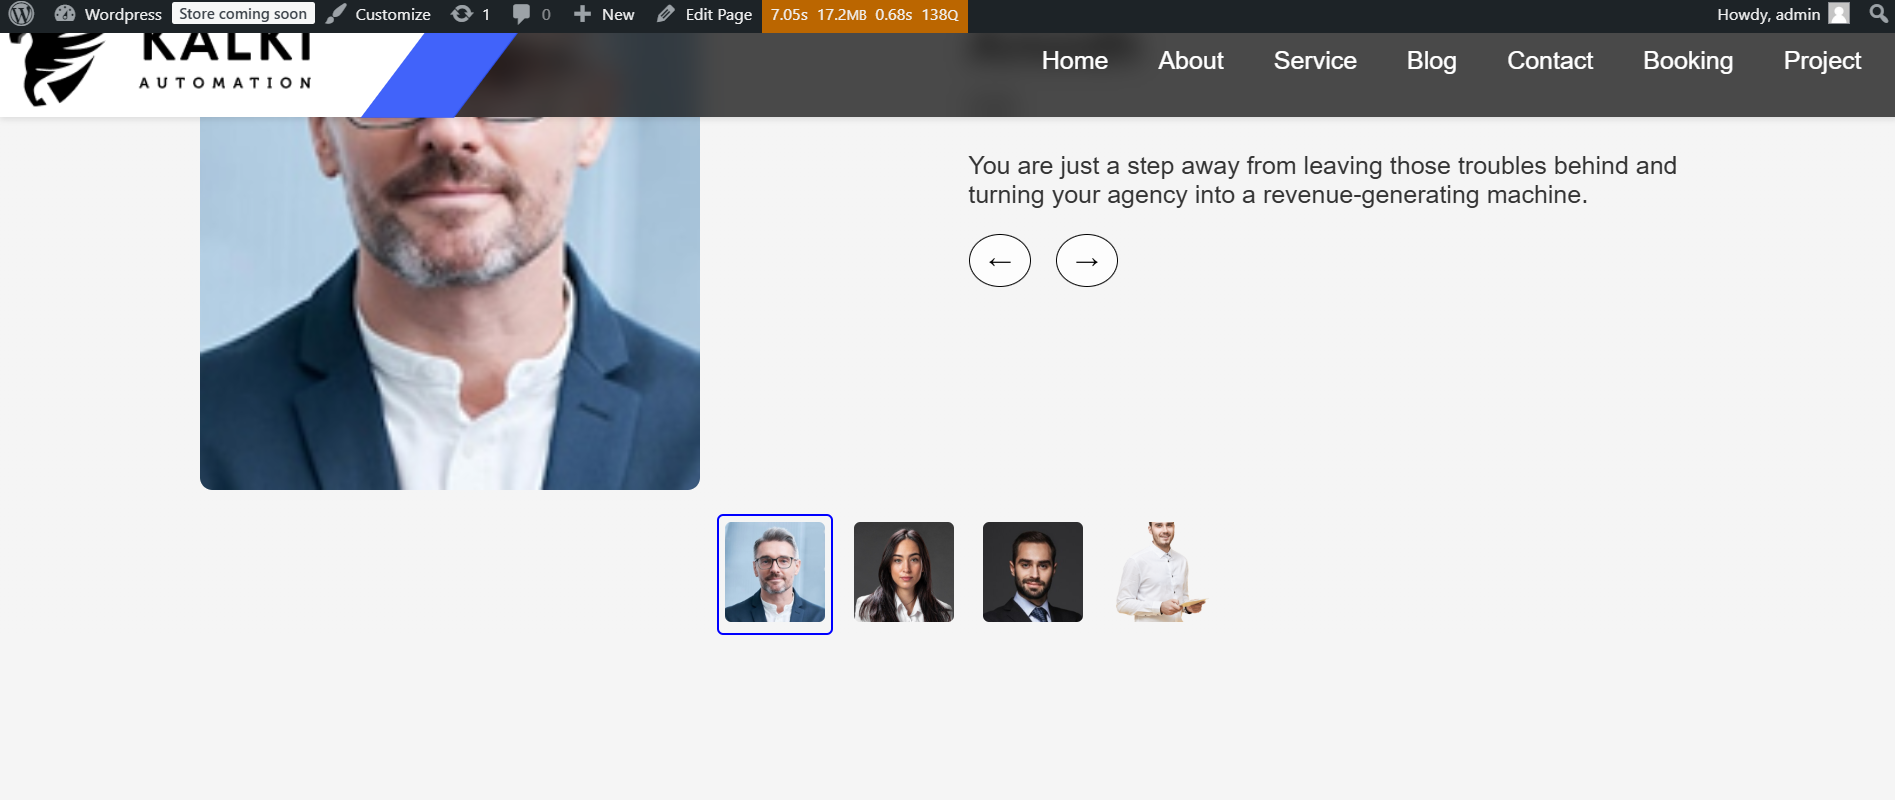 Wordpress Store coming soon Customize 1 0 New Edit Page 7.05s 17.2MB 0.68s 138Q Howdy, admin
KALKI
AUTOMATION
Home About Service Blog Contact Booking Project
You are just a step away from leaving those troubles behind and
turning your agency into a revenue-generating machine.
← →